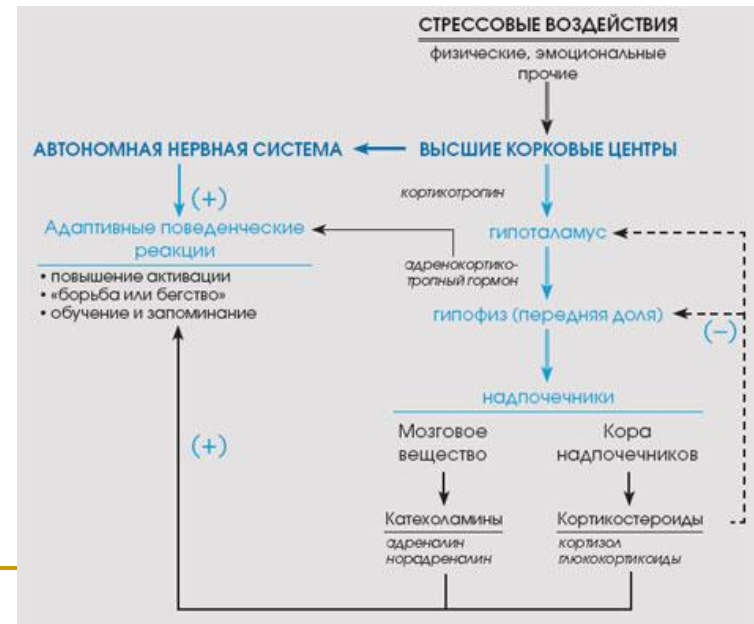 СТРЕССОВЫЕ ВОЗДЕЙСТВИЯ
физические, эмоциональные
прочие
АВТОНОМНАЯ НЕРВНАЯ СИСТЕМА
ВЫСШИЕ КОРКОВЫЕ ЦЕНТРЫ
(+)
кортикотропин
Адаптивные поведенческие
реакции
• повышение активации
• «борьба или бегство»
• обучение и запоминание
гипоталамус
адренокортико-
тропный гормон
гипофиз (передняя доля)
(–)
надпочечники
(+)
Мозговое
вещество
Кора
надпочечников
Катехоламины
адреналин
норадреналин
Кортикостероиды
кортизол
глюкокортикоиды